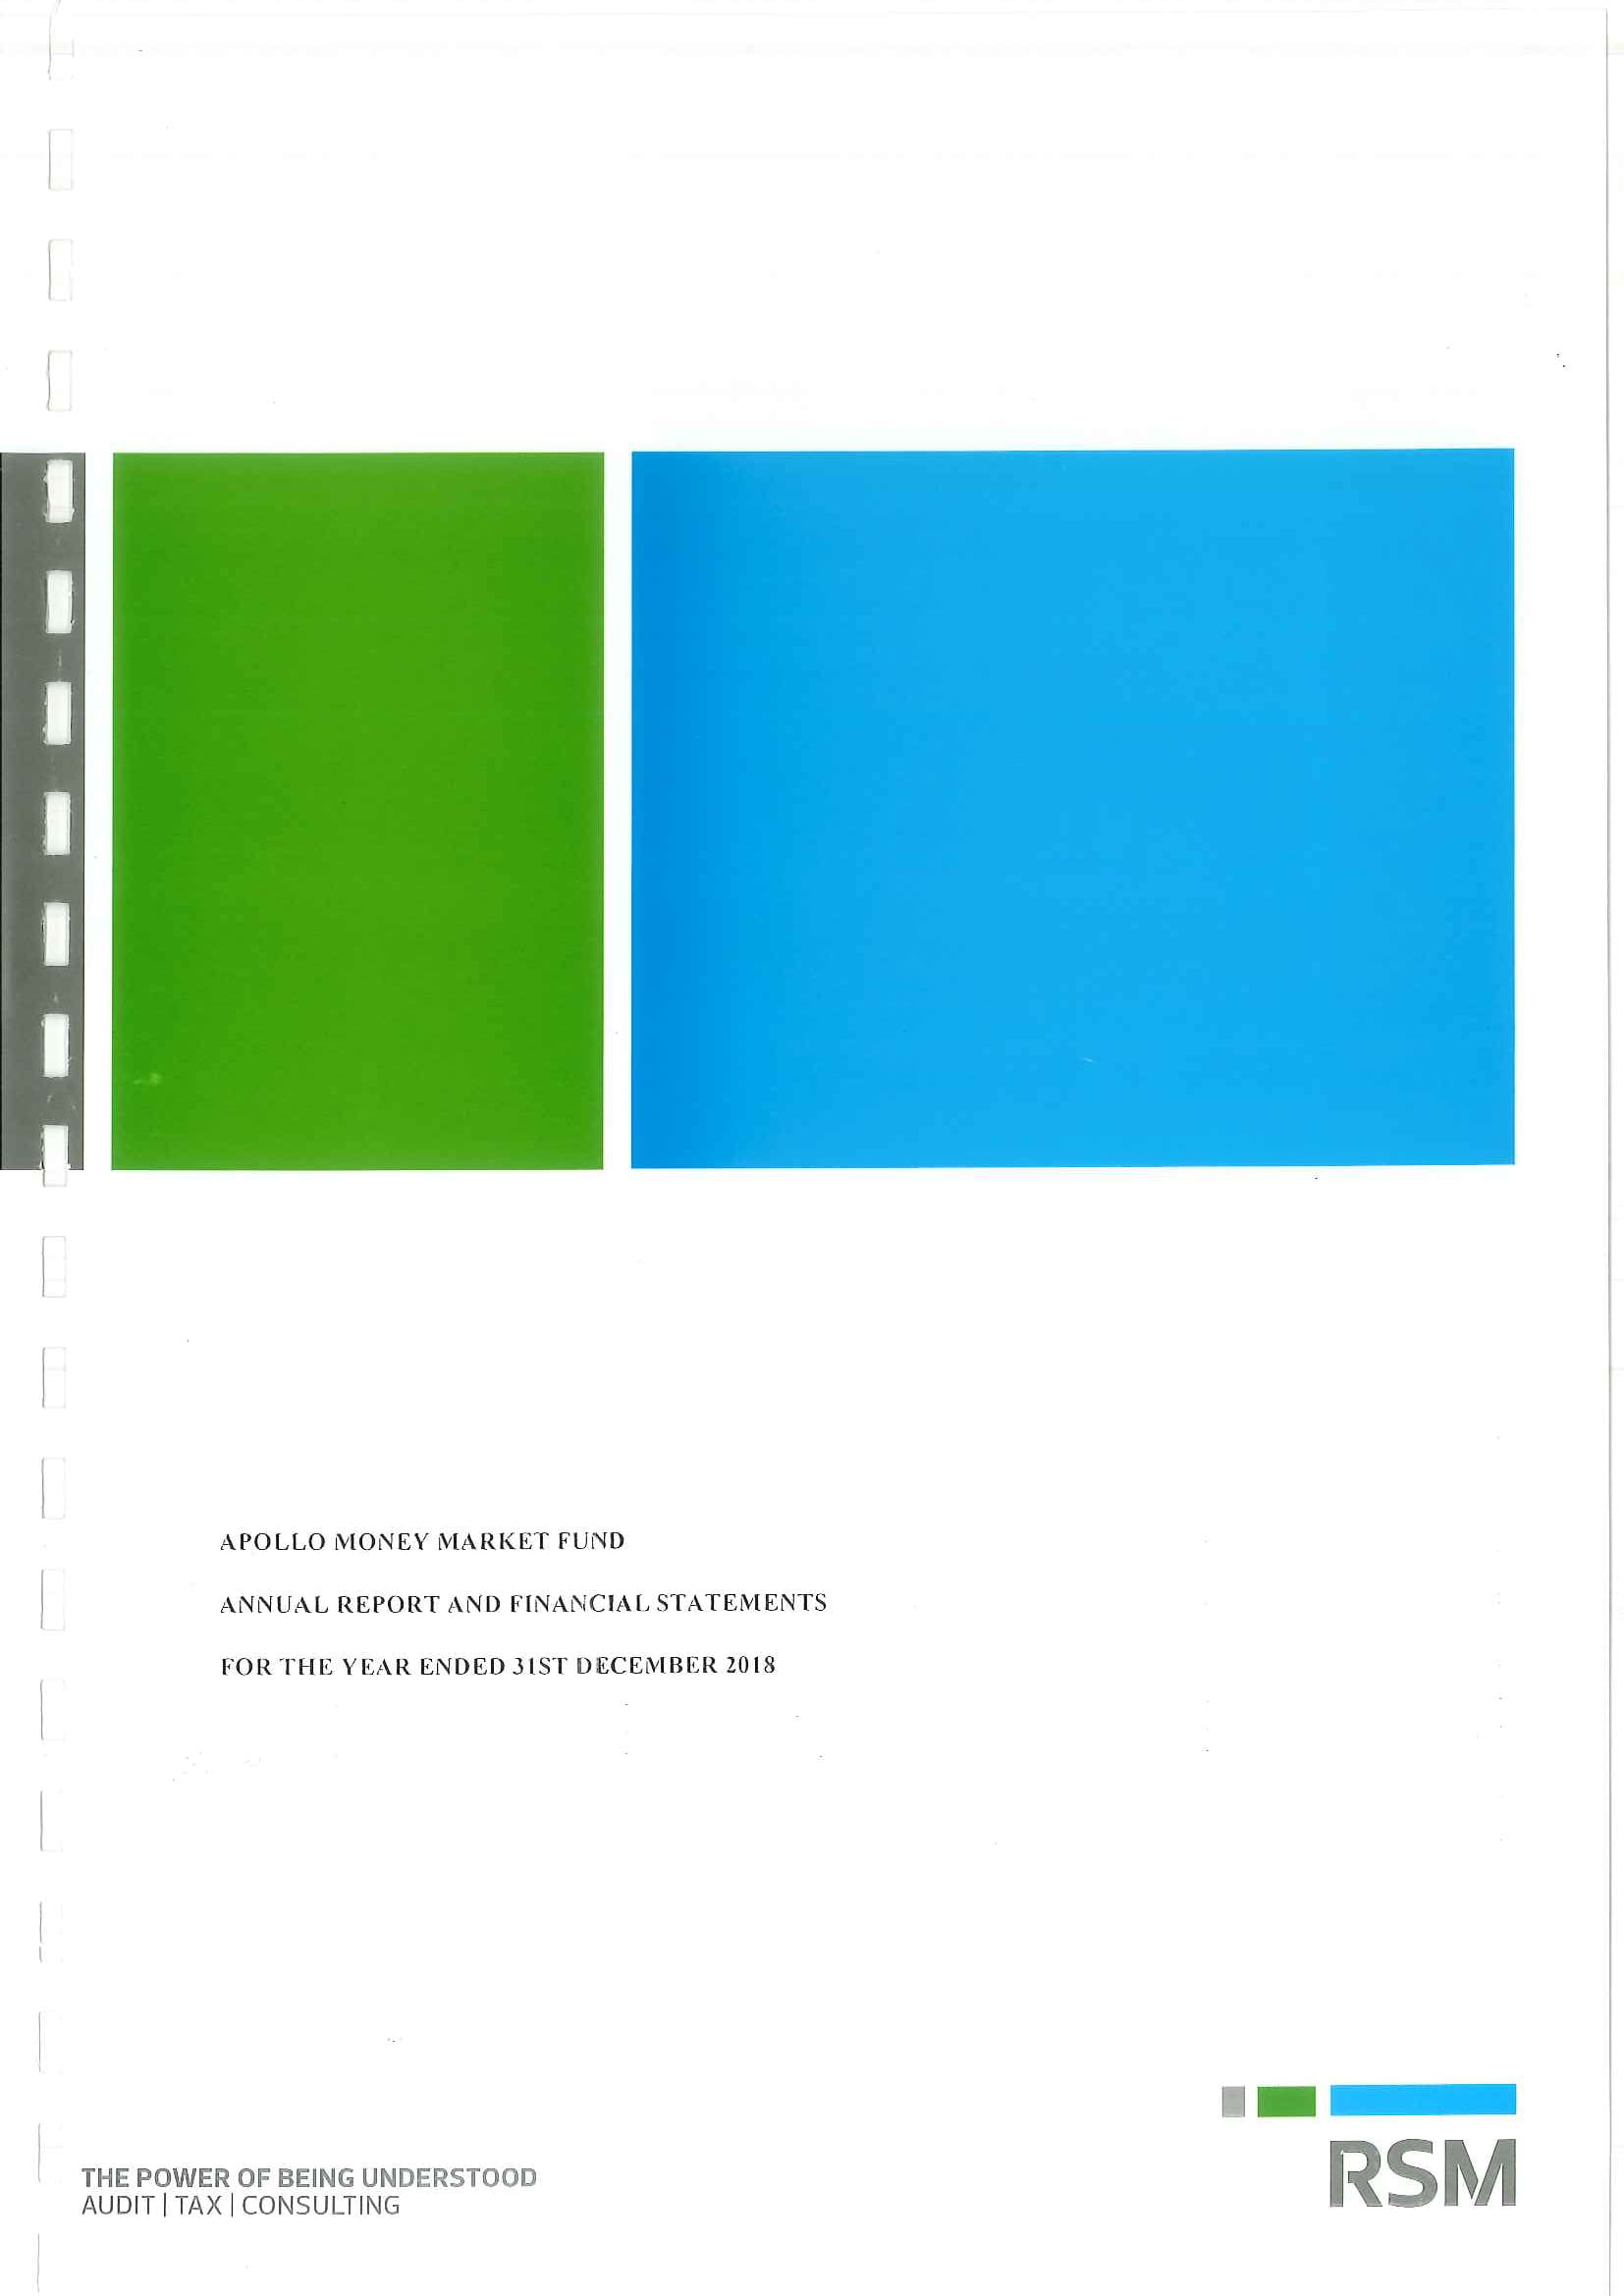 APOLLO MONEY MARKET FUND
ANNUAL REPORT AND FINANCIAL STATEMENTS
FOR THE YEAR ENDED 31ST DECEMBER 2018
THE POWER OF BEING UNDERSTOOD
AUDIT | TAX | CONSULTING
RSM